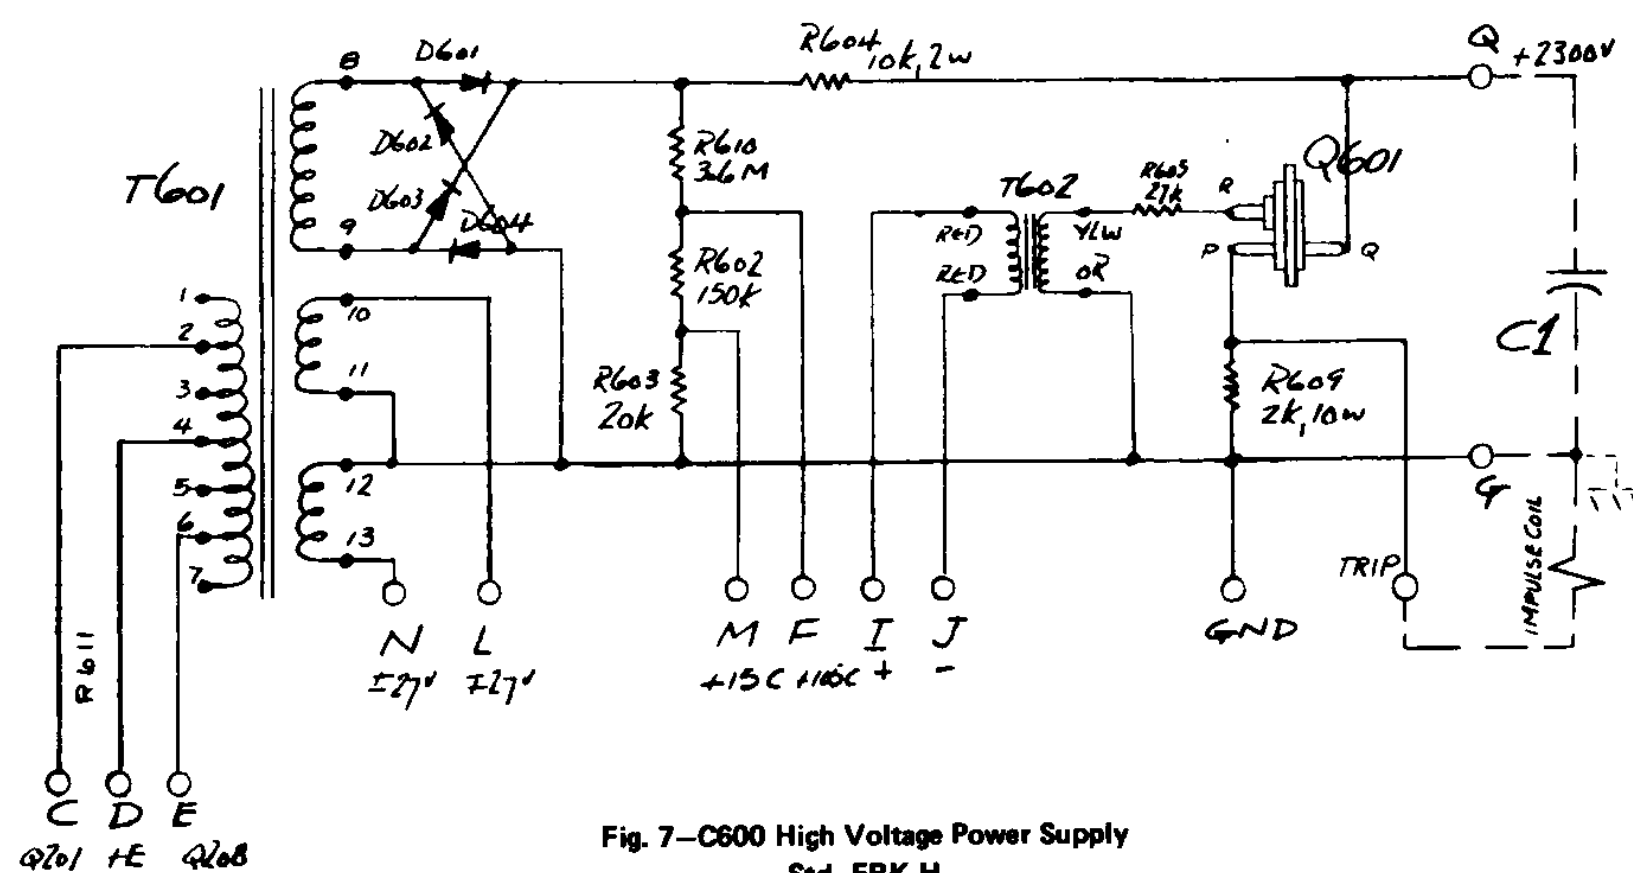 R604
10k, 2w
Q
+2300V
8
D601
D602
D603
D604
9
T601
R610
3.6M
R602
150K
R603
20K
T602
RED
RED
YLW
OR
R605
27K
R
P
Q
Q601
C1
R609
2K, 10W
1
2
3
4
5
6
7
10
11
12
13
G
IMPULSE COIL
TRIP
N
L
M
F
I
J
GND
±27V
∓27V
+15C
+
-
R611
C
D
E
Q201
+E
Q208
Fig. 7–C600 High Voltage Power Supply